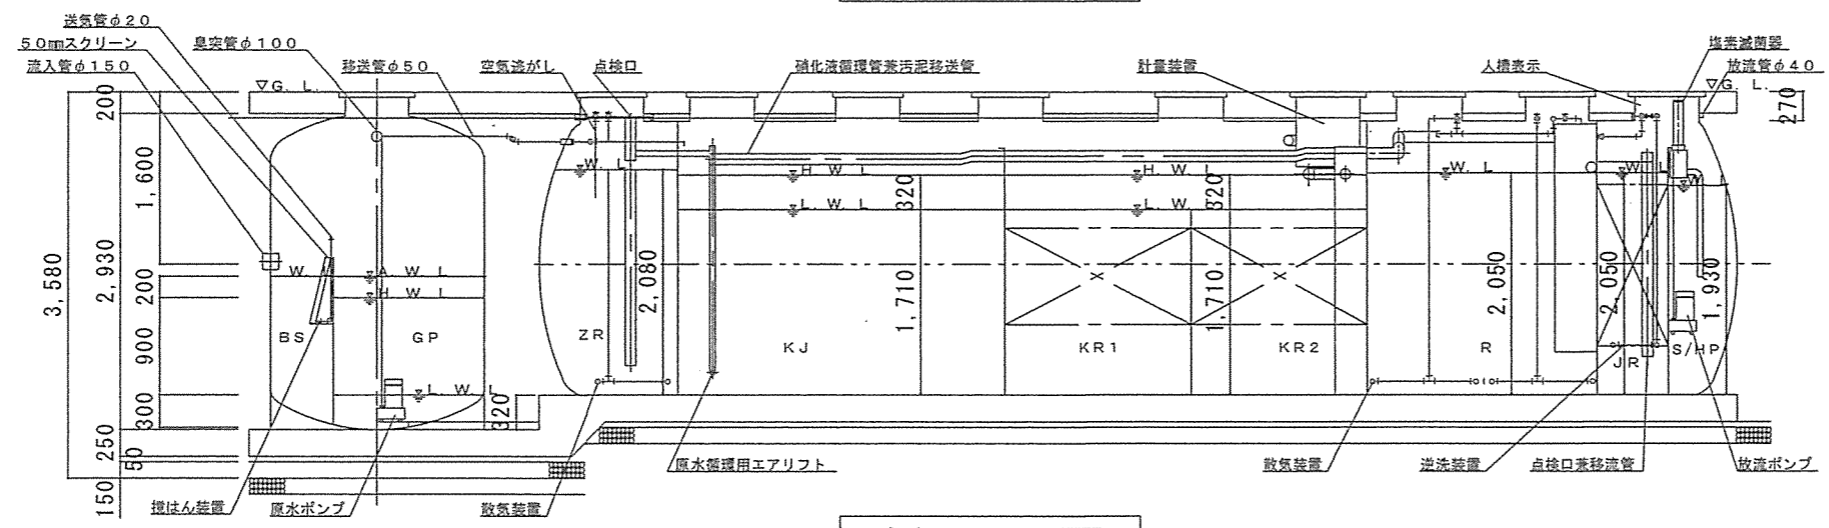 送気管φ20
50㎜スクリーン
臭突管φ100
塩素滅菌器
流入管φ150
移送管φ50
空気逃がし
点検口
硝化液循環管兼汚泥移送管
計量装置
人槽表示
放流管φ40
▽G. L.
▽G. L.
200
270
1,600
W. L
H. W. L
H. W. L
W. L
W. L
W
320
320
L. W. L
L. W. L
3,580
2,930
W.
A. W. L
2,080
1,710
1,710
2,050
2,050
1,930
200
H. W. L
X
X
BS
GP
ZR
KJ
KR1
KR2
R
JR
S/HP
900
L. W. L
300
320
250
50
150
原水循環用エアリフト
散気装置
逆洗装置
点検口兼移流管
放流ポンプ
撹はん装置
原水ポンプ
散気装置